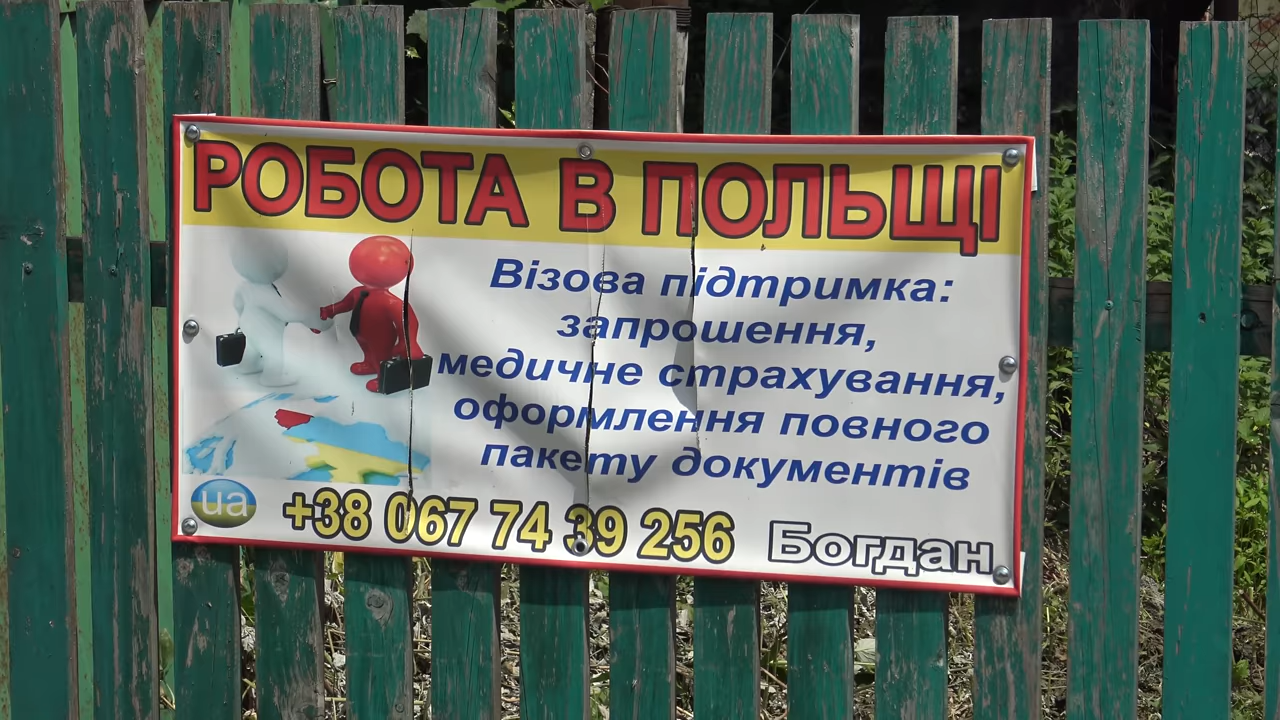 РОБОТА В ПОЛЬЩІ
Візова підтримка:
запрошення,
медичне страхування,
оформлення повного
пакету документів
ua
+38 067 74 39 256 Богдан